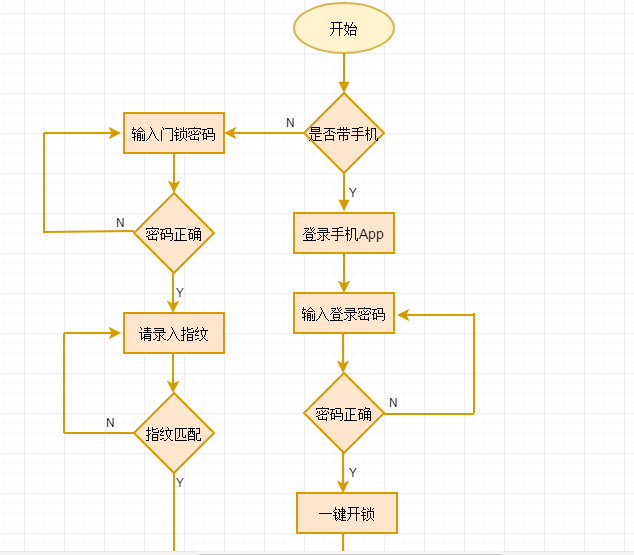 开始
是否带手机
N
Y
输入门锁密码
密码正确
N
Y
请录入指纹
指纹匹配
N
Y
登录手机App
输入登录密码
密码正确
N
Y
一键开锁